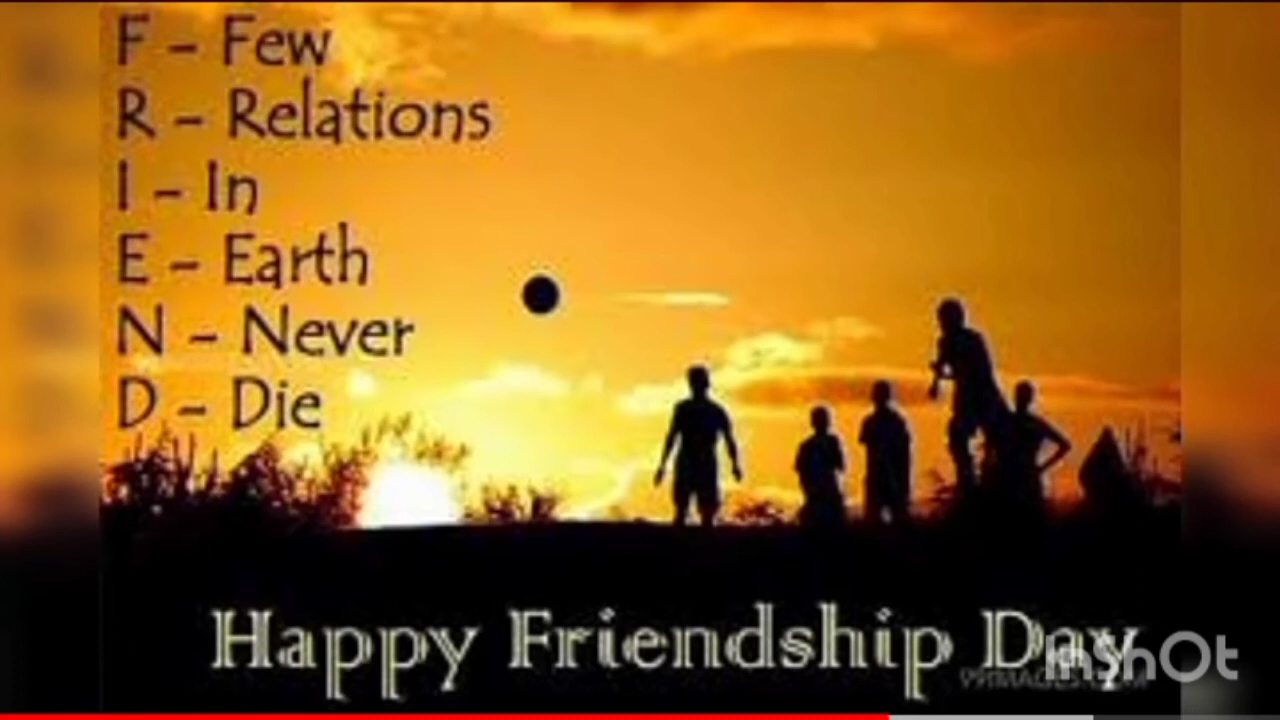 F - Few
R - Relations
I - In
E - Earth
N - Never
D - Die
Happy Friendship Day
InShOt